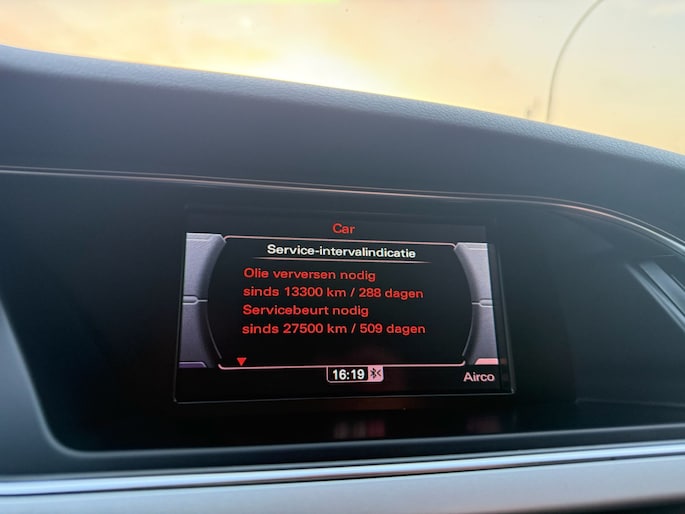 Car
Service-intervalindicatie
Olie verversen nodig
sinds 13300 km / 288 dagen
Servicebeurt nodig
sinds 27500 km / 509 dagen
16:19
Airco